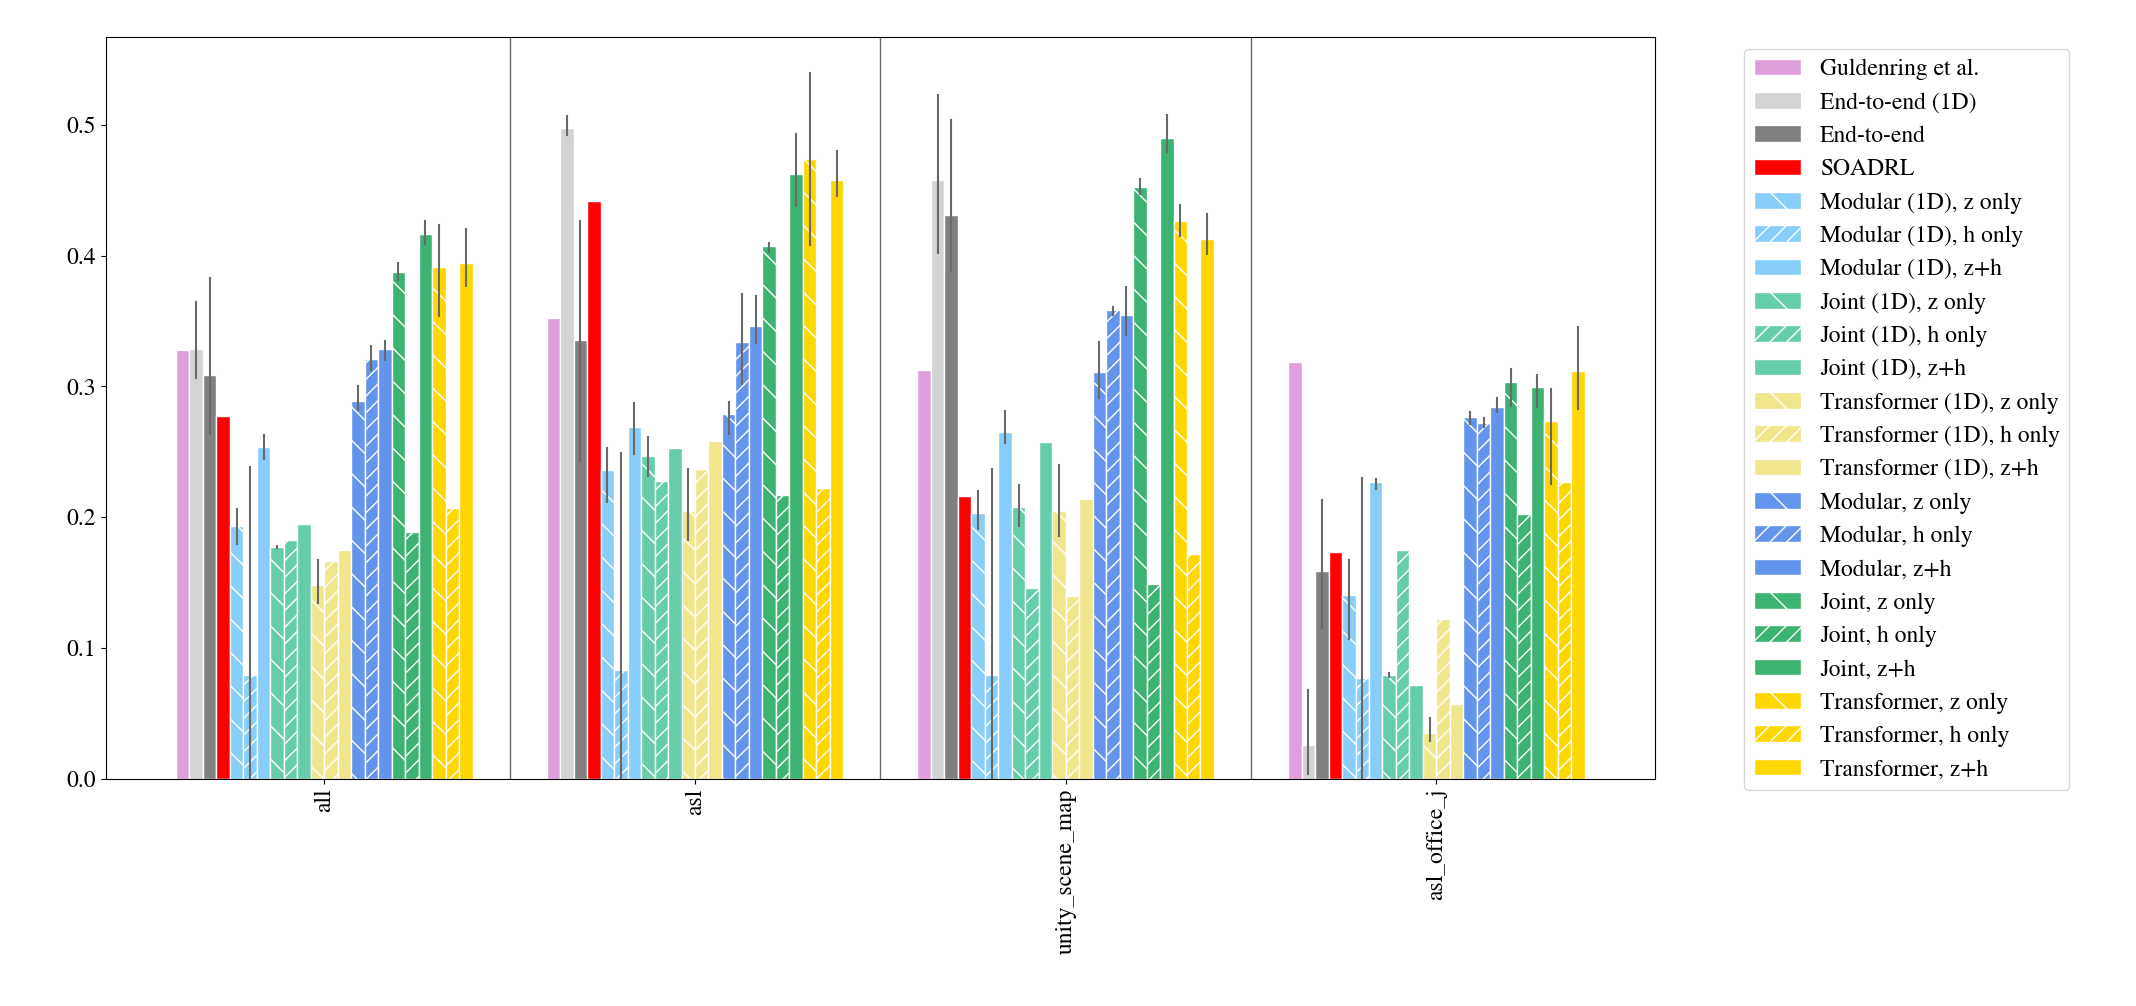 0.5
0.4
0.3
0.2
0.1
0.0
all
asl
unity_scene_map
asl_office_j
Guldenring et al.
End-to-end (1D)
End-to-end
SOADRL
Modular (1D), z only
Modular (1D), h only
Modular (1D), z+h
Joint (1D), z only
Joint (1D), h only
Joint (1D), z+h
Transformer (1D), z only
Transformer (1D), h only
Transformer (1D), z+h
Modular, z only
Modular, h only
Modular, z+h
Joint, z only
Joint, h only
Joint, z+h
Transformer, z only
Transformer, h only
Transformer, z+h